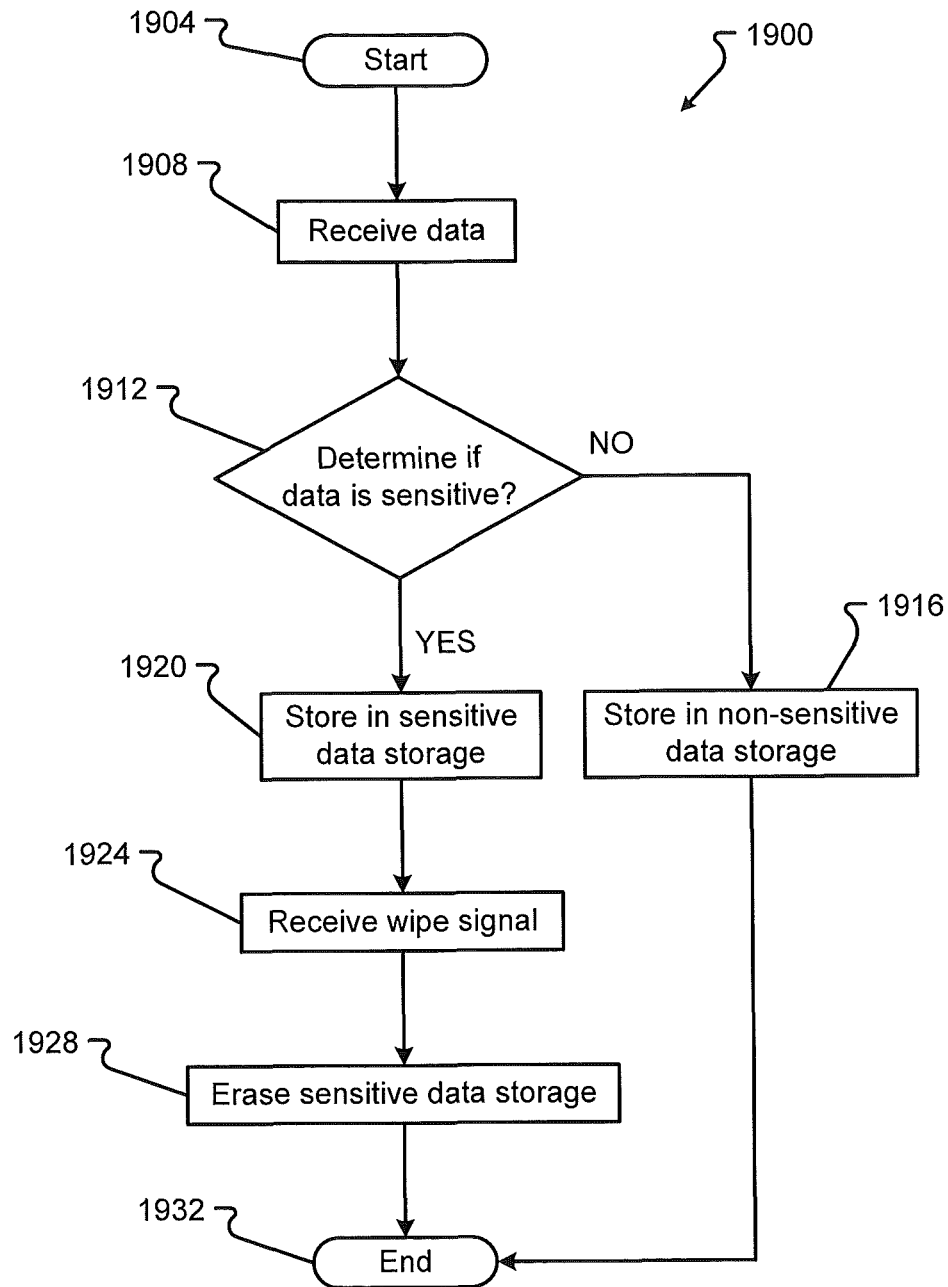 1904
Start
1900
1908
Receive data
1912
Determine if
data is sensitive?
NO
YES
1916
1920
Store in sensitive
data storage
Store in non-sensitive
data storage
1924
Receive wipe signal
1928
Erase sensitive data storage
1932
End